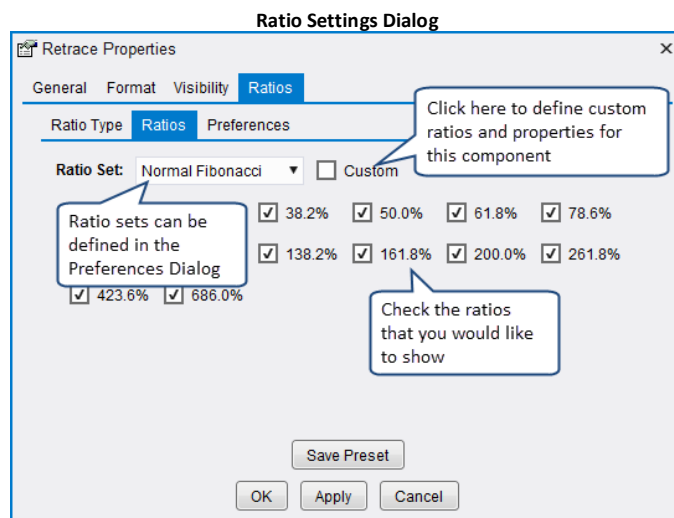 Ratio Settings Dialog
Retrace Properties
General Format Visibility Ratios
Ratio Type Ratios Preferences
Click here to define custom
ratios and properties for
this component
Ratio Set: Normal Fibonacci Custom
Ratio sets can be
defined in the
Preferences Dialog
38.2% 50.0% 61.8% 78.6%
138.2% 161.8% 200.0% 261.8%
423.6% 686.0%
Check the ratios
that you would like
to show
Save Preset
OK Apply Cancel